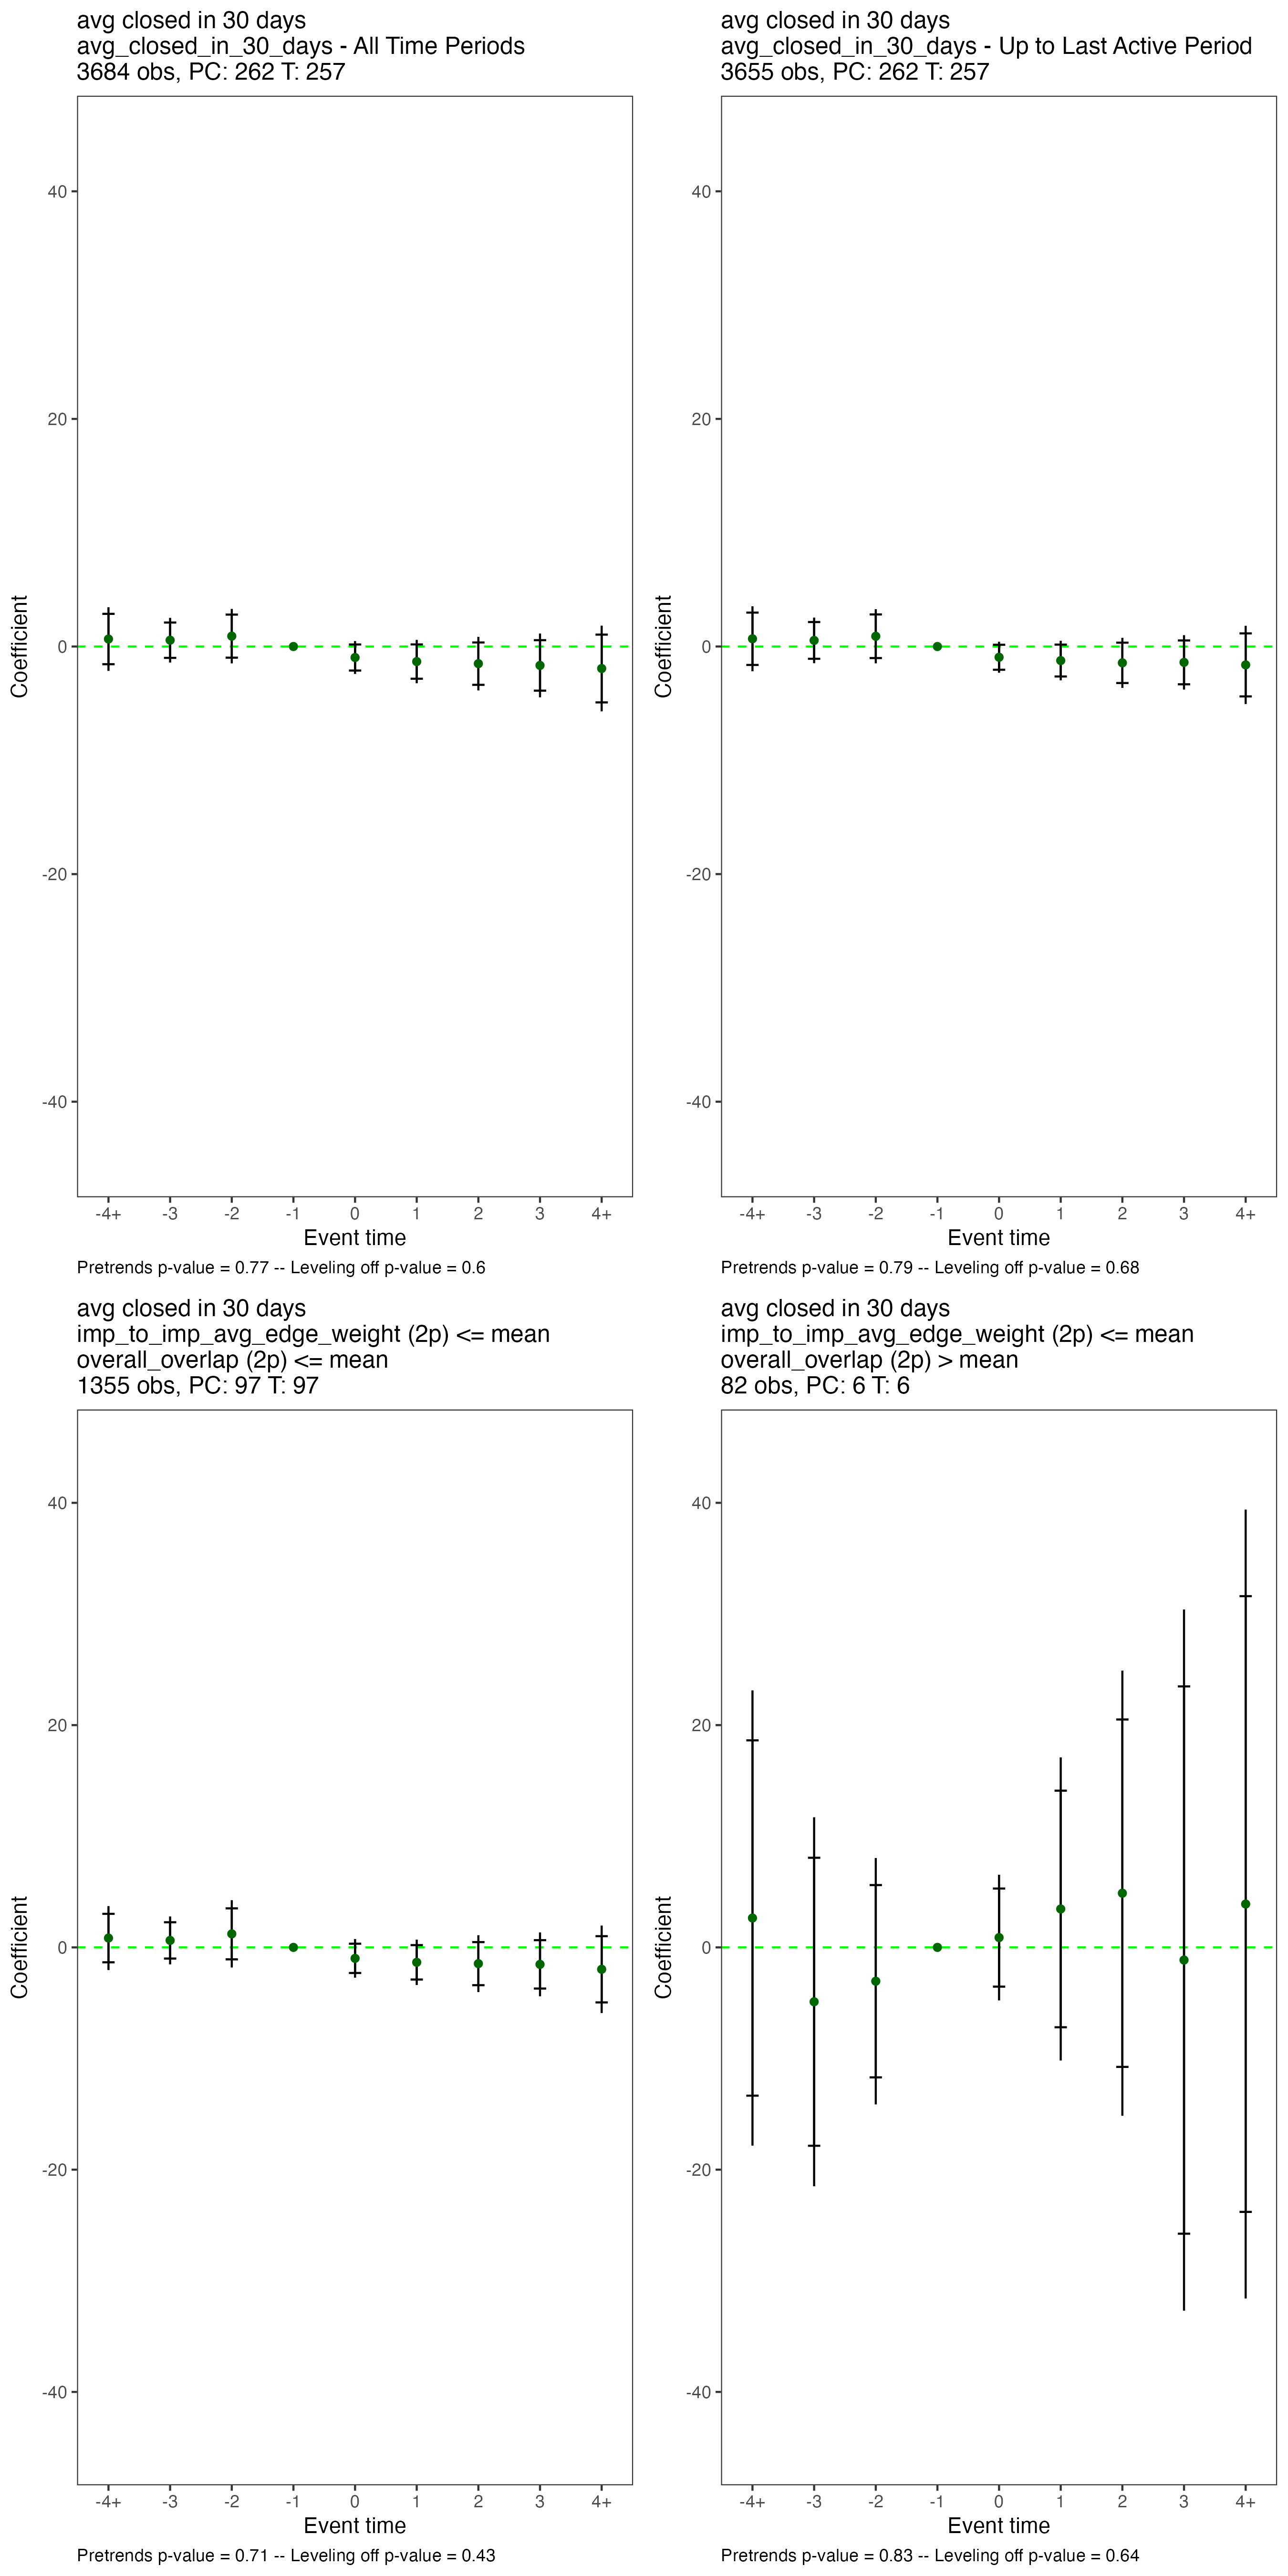 avg closed in 30 days
avg_closed_in_30_days - All Time Periods
3684 obs, PC: 262 T: 257
40
20
0
-20
-40
Coefficient
-4+ -3 -2 -1 0 1 2 3 4+
Event time
Pretrends p-value = 0.77 -- Leveling off p-value = 0.6
avg closed in 30 days
avg_closed_in_30_days - Up to Last Active Period
3655 obs, PC: 262 T: 257
40
20
0
-20
-40
Coefficient
-4+ -3 -2 -1 0 1 2 3 4+
Event time
Pretrends p-value = 0.79 -- Leveling off p-value = 0.68
avg closed in 30 days
imp_to_imp_avg_edge_weight (2p) <= mean
overall_overlap (2p) <= mean
1355 obs, PC: 97 T: 97
40
20
0
-20
-40
Coefficient
-4+ -3 -2 -1 0 1 2 3 4+
Event time
Pretrends p-value = 0.71 -- Leveling off p-value = 0.43
avg closed in 30 days
imp_to_imp_avg_edge_weight (2p) <= mean
overall_overlap (2p) > mean
82 obs, PC: 6 T: 6
40
20
0
-20
-40
Coefficient
-4+ -3 -2 -1 0 1 2 3 4+
Event time
Pretrends p-value = 0.83 -- Leveling off p-value = 0.64